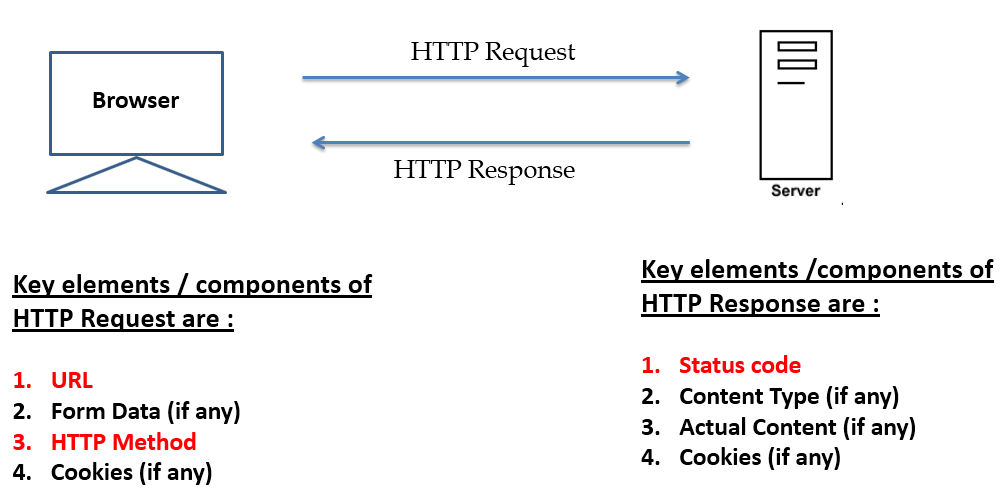 HTTP Request
Browser
HTTP Response
Server
Key elements / components of
HTTP Request are :
1. URL
2. Form Data (if any)
3. HTTP Method
4. Cookies (if any)
Key elements /components of
HTTP Response are :
1. Status code
2. Content Type (if any)
3. Actual Content (if any)
4. Cookies (if any)